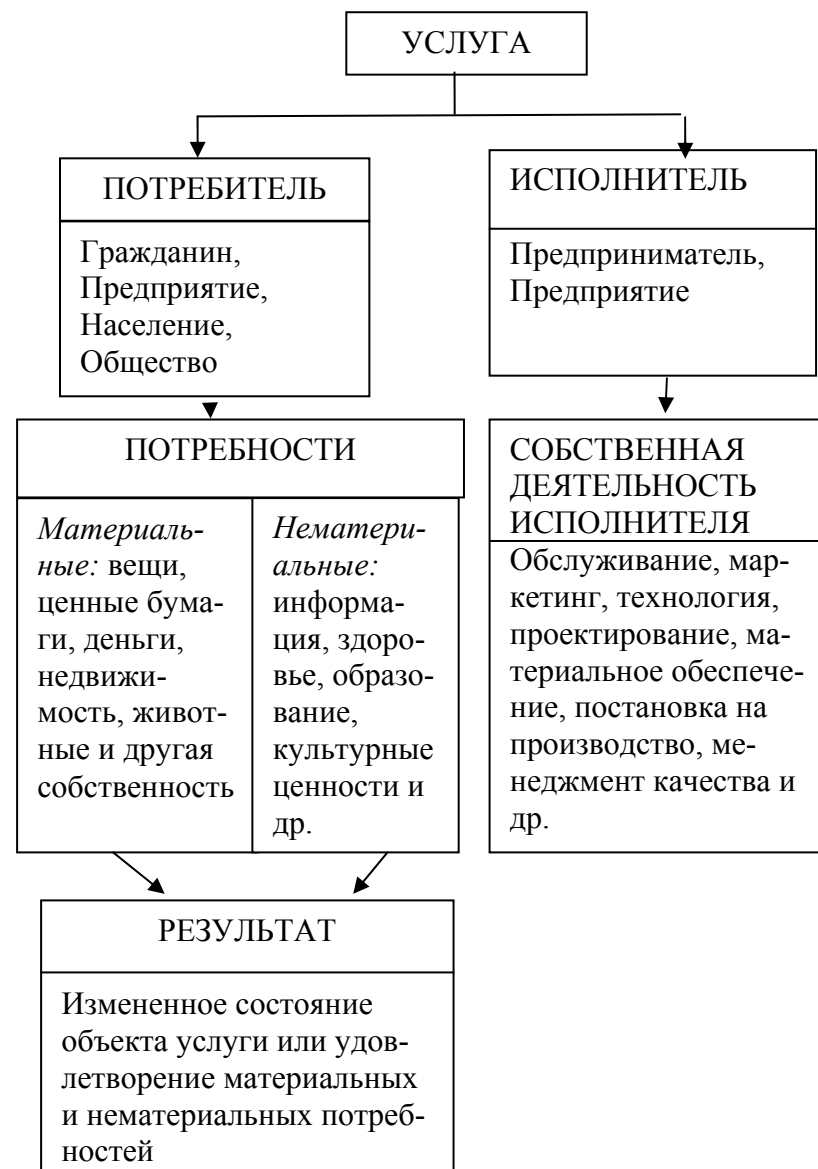 УСЛУГА
ПОТРЕБИТЕЛЬ
Гражданин,
Предприятие,
Население,
Общество
ИСПОЛНИТЕЛЬ
Предприниматель,
Предприятие
ПОТРЕБНОСТИ
Материаль-
ные: вещи,
ценные бума-
ги, деньги,
недвижи-
мость, живот-
ные и другая
собственность
Нематери-
альные:
информа-
ция, здоро-
вье, образо-
вание,
культурные
ценности и
др.
СОБСТВЕННАЯ
ДЕЯТЕЛЬНОСТЬ
ИСПОЛНИТЕЛЯ
Обслуживание, мар-
кетинг, технология,
проектирование, ма-
териальное обеспече-
ние, постановка на
производство, ме-
неджмент качества и
др.
РЕЗУЛЬТАТ
Измененное состояние
объекта услуги или удов-
летворение материальных
и нематериальных потреб-
ностей